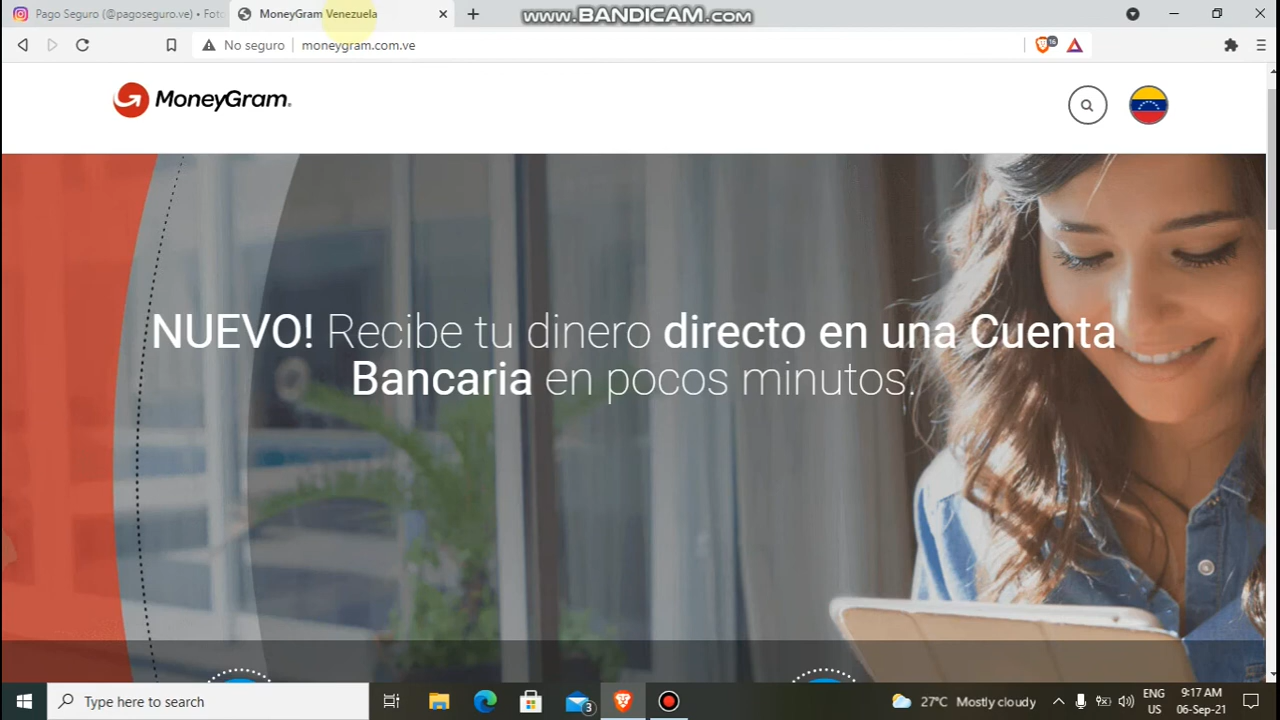 www.BANDICAM.com
Pago Seguro (@pagoseguro.ve) • Foto
MoneyGram Venezuela
No seguro
moneygram.com.ve
16
MoneyGram.
NUEVO! Recibe tu dinero directo en una Cuenta
Bancaria en pocos minutos.
Type here to search
3
27°C Mostly cloudy
ENG
US
9:17 AM
06-Sep-21